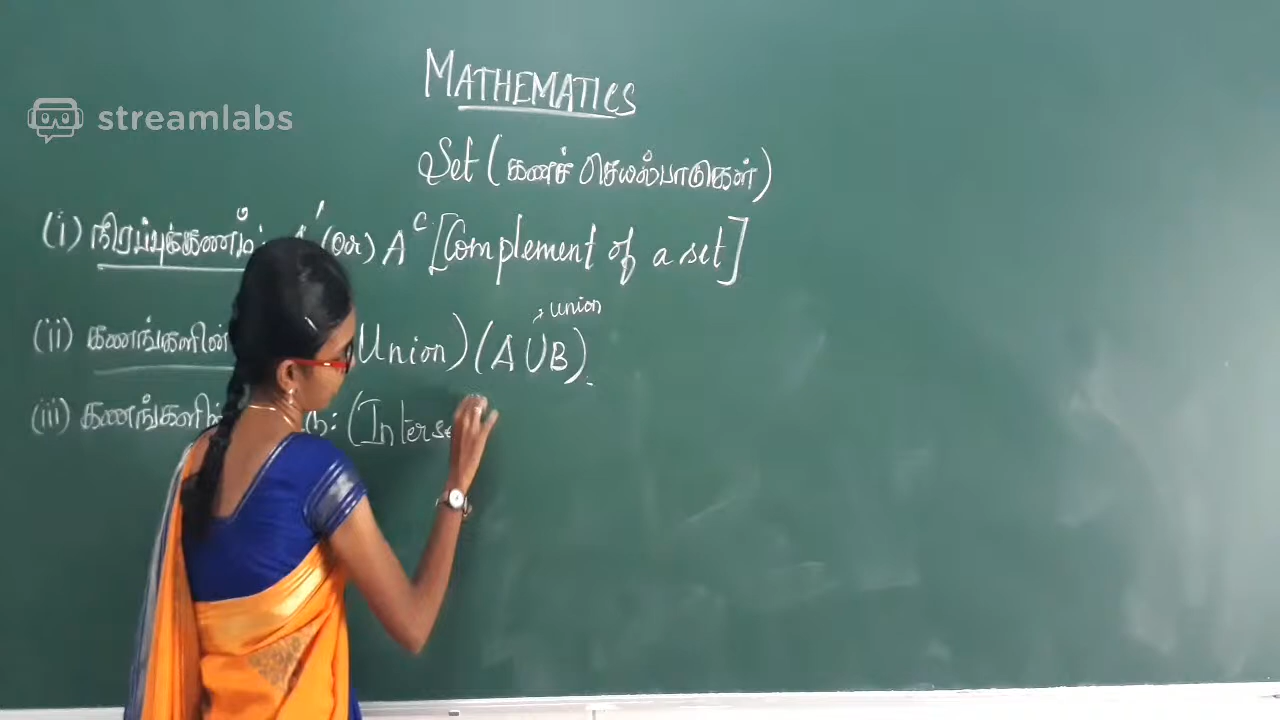 MATHEMATICS
streamlabs
Set (கணச் செயல்பாடுகள்)
(i) நிரப்புக்கணம்: A′ (or) Aᶜ [Complement of a set]
union
(ii) கணங்களின் Union) (A ∪ B)
(iii) கணங்களின் : (Interse